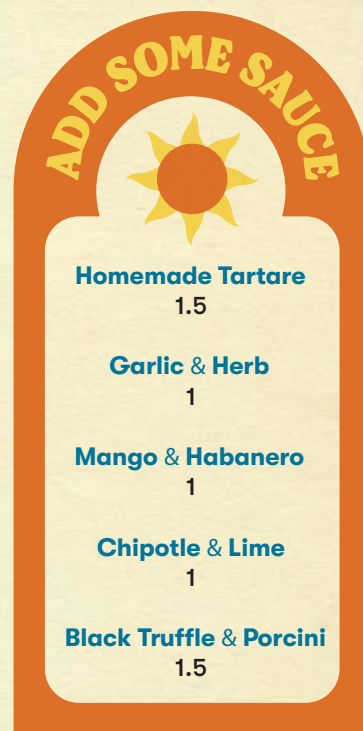 ADD SOME SAUCE
Homemade Tartare
1.5
Garlic & Herb
1
Mango & Habanero
1
Chipotle & Lime
1
Black Truffle & Porcini
1.5